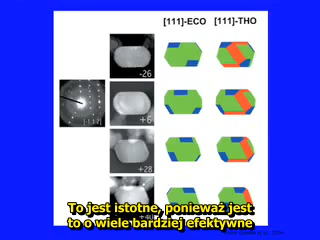 [111]-ECO [111]-THO
-26
+6
+28
To jest istotne, ponieważ jest
to o wiele bardziej efektywne